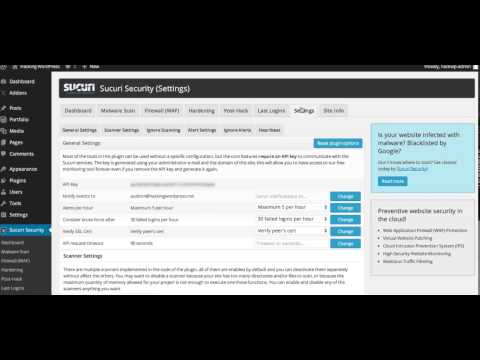 Hacking WordPress
New
Dashboard
Addons
Posts
Portfolio
Media
Pages
Comments
Appearance
Plugins
Users
Tools
Settings
Sucuri Security
Dashboard
Malware Scan
Firewall (WAF)
Hardening
Post-Hack
Last Logins
SUCURI Sucuri Security (Settings)
Dashboard Malware Scan Firewall (WAF) Hardening Post-Hack Last Logins Settings Site Info
General Settings Scanner Settings Ignore Scanning Alert Settings Ignore Alerts Heartbeat
General Settings Reset plugin options
Most of the tools in the plugin can be used without a specific configuration, but the core features require an API key to communicate with the
Sucuri services. The key is generated using your administrator e-mail and the domain of this site, this will allow you to have access to our free
monitoring tool forever even if you remove the API key and generate it again.
API key
Notify events to Change
Alerts per hour Maximum 5 per hour Maximum 5 per hour Change
Consider brute force after 30 failed logins per hour 30 failed logins per hour Change
Verify SSL Cert Verify peer's cert Verify peer's cert Change
API request timeout 90 seconds Change
Scanner Settings
There are multiple scanners implemented in the code of the plugin, all of them are enabled by default and you can deactivate them separately
without affect the others. You may want to disable a scanner because your site has too many directories and/or files to scan, or because the
maximum quantity of memory allowed for your project is not enough to execute one these functions. You can enable and disable any of the
scanners anything you want.
Is your website infected with
malware? Blacklisted by
Google?
Don't know where to start? Get cleared
today by Sucuri Security!
Read more
Preventive website security
in the cloud!
Web Application Firewall (WAF) Protection
Virtual Website Patching
Cloud Intrusion Prevention System (IPS)
High Security Website Monitoring
Malicious Traffic Filtering